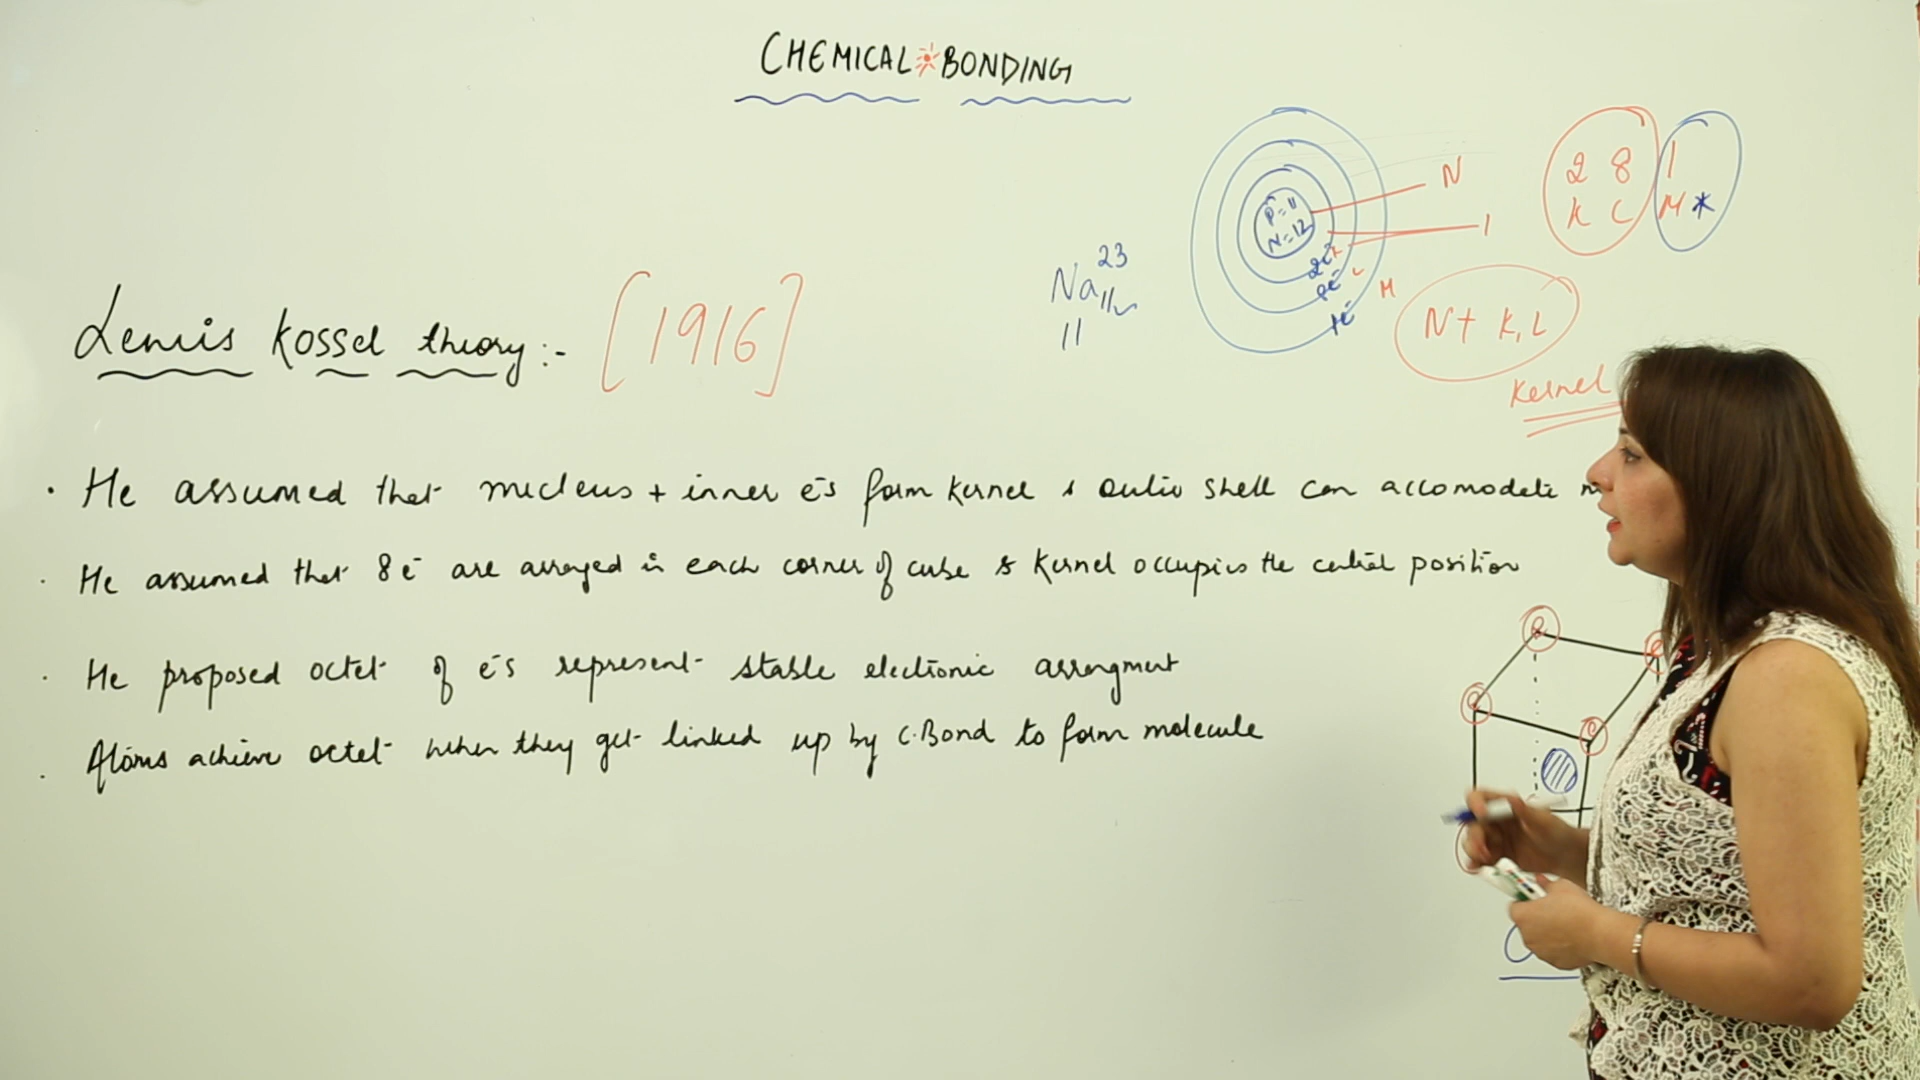 CHEMICAL BONDING
N
P=11
N=12
1
2 8 1
K L M*
Na 23 11
11
2e-
8e-
1e-
K
L
M
N+ K, L
Kernel
Lewis Kossel theory:- [1916]
. He assumed that nucleus + inner e-s form Kernel & outer shell can accomodate
. He assumed that 8 e- are arranged in each corner of cube & Kernel occupies the central position
. He proposed octet of e-s represent stable electronic arrangment
. Atoms achieve octet when they get linked up by C.Bond to form molecule
e
e
e
e